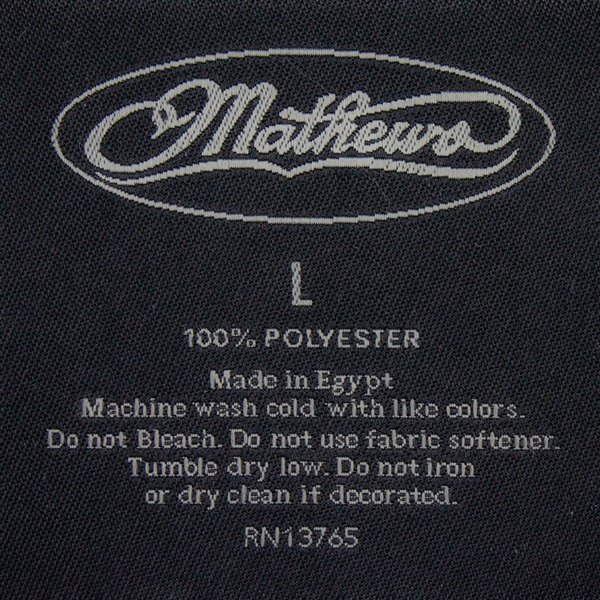 Mathews
L
100% POLYESTER
Made in Egypt
Machine wash cold with like colors.
Do not Bleach. Do not use fabric softener.
Tumble dry low. Do not iron
or dry clean if decorated.
RN13765